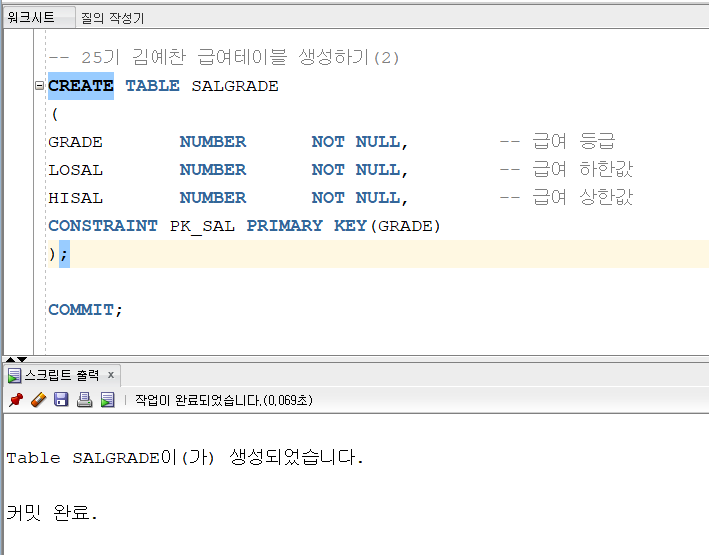 워크시트 질의 작성기
-- 25기 김예찬 급여테이블 생성하기(2)
CREATE TABLE SALGRADE
(
GRADE NUMBER NOT NULL, -- 급여 등급
LOSAL NUMBER NOT NULL, -- 급여 하한값
HISAL NUMBER NOT NULL, -- 급여 상한값
CONSTRAINT PK_SAL PRIMARY KEY(GRADE)
);
COMMIT;
스크립트 출력 x
작업이 완료되었습니다.(0,069초)
Table SALGRADE이(가) 생성되었습니다.
커밋 완료.